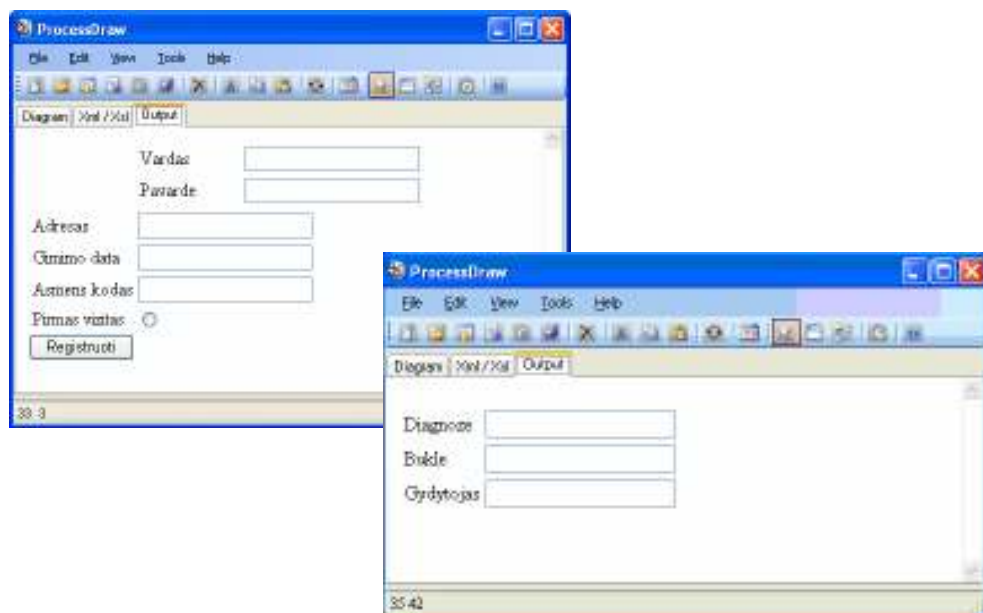 ProcessDraw
File Edit View Tools Help
Diagram Xml / Xsl Output
Vardas
Pavarde
Adresas
Gimimo data
Asmens kodas
Pirmas vizitas
Registruoti
33 3
ProcessDraw
File Edit View Tools Help
Diagram Xml / Xsl Output
Diagnoze
Bukle
Gydytojas
35 42